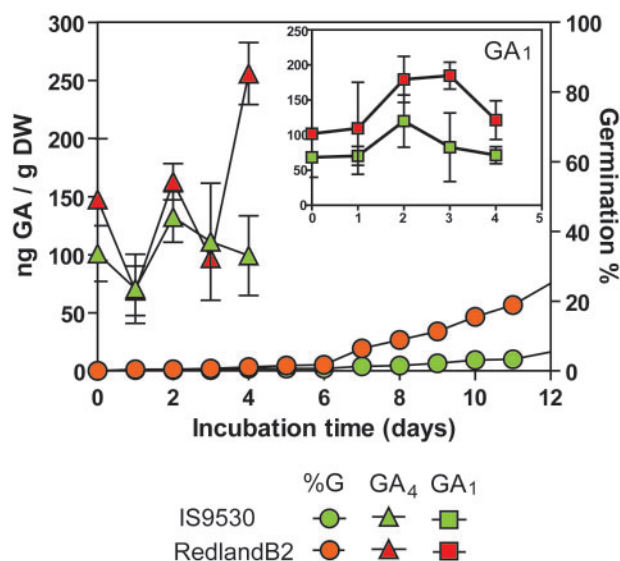 300
250
200
150
100
50
0
ng GA / g DW
100
80
60
40
20
0
Germination %
0 2 4 6 8 10 12
Incubation time (days)
GA1
250
200
150
100
50
0
0 1 2 3 4 5
%G GA4 GA1
IS9530
RedlandB2